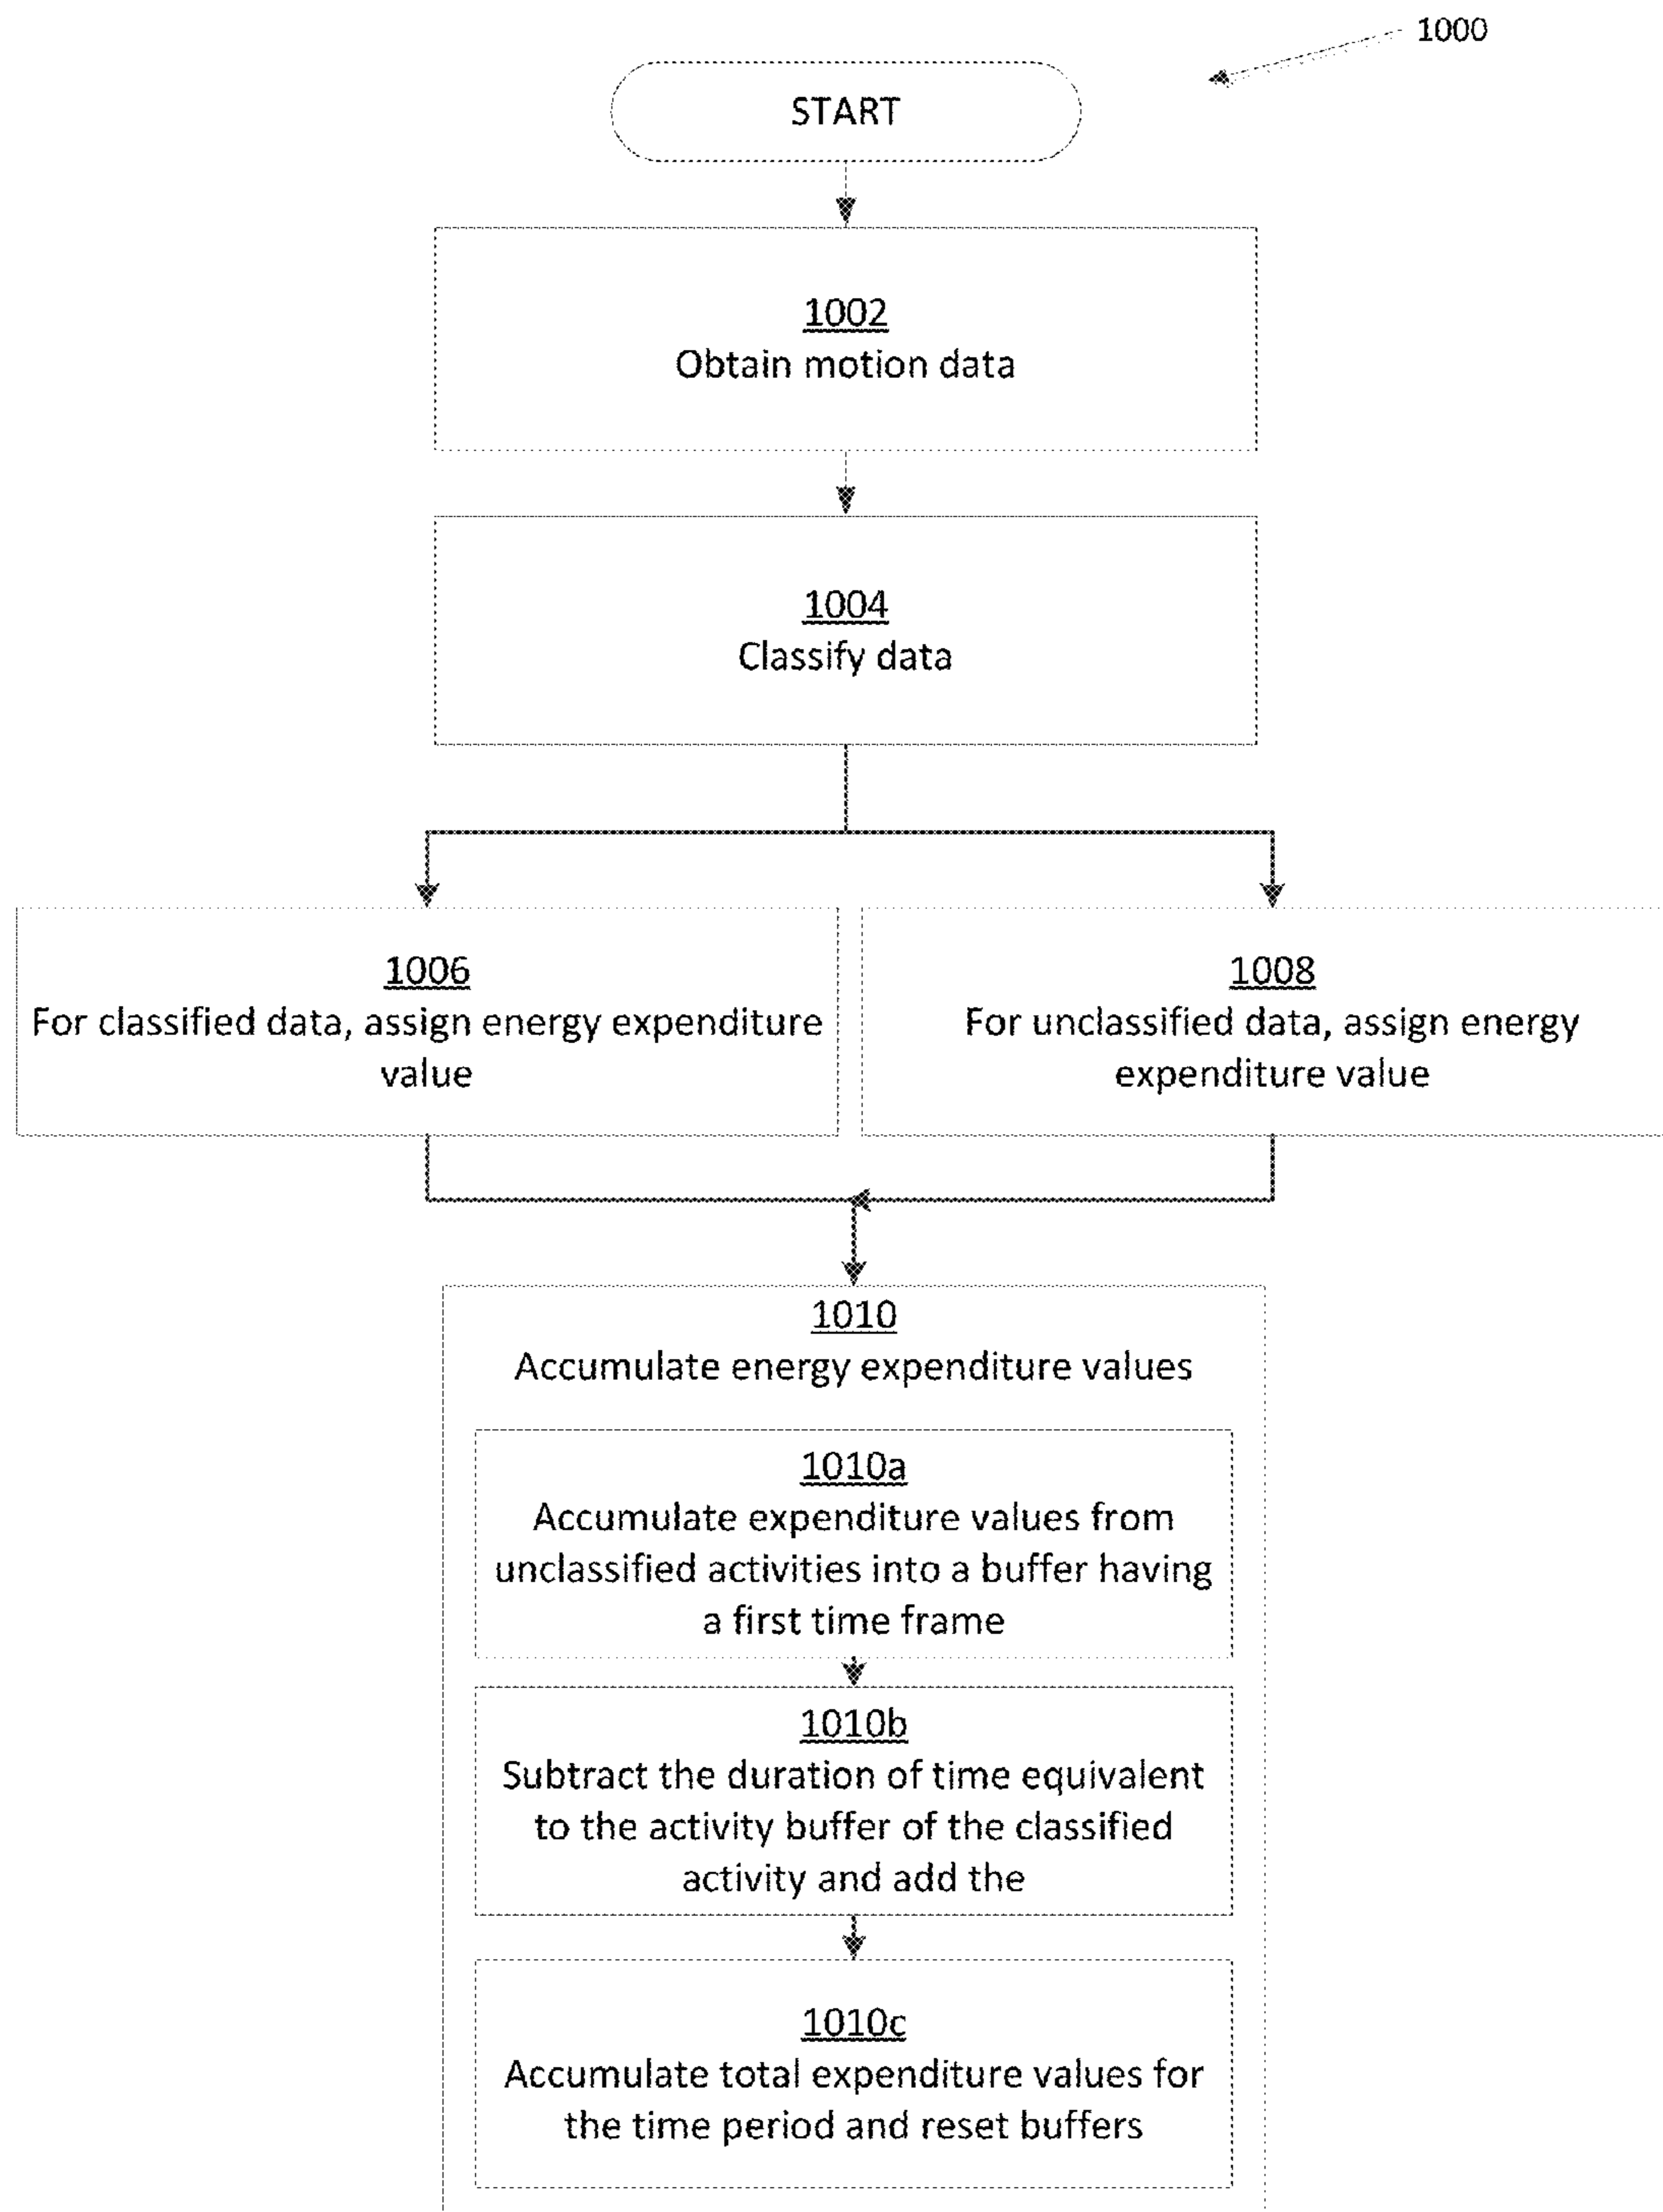 1000
START
1002
Obtain motion data
1004
Classify data
1006
For classified data, assign energy expenditure
value
1008
For unclassified data, assign energy
expenditure value
1010
Accumulate energy expenditure values
1010a
Accumulate expenditure values from
unclassified activities into a buffer having
a first time frame
1010b
Subtract the duration of time equivalent
to the activity buffer of the classified
activity and add the
1010c
Accumulate total expenditure values for
the time period and reset buffers